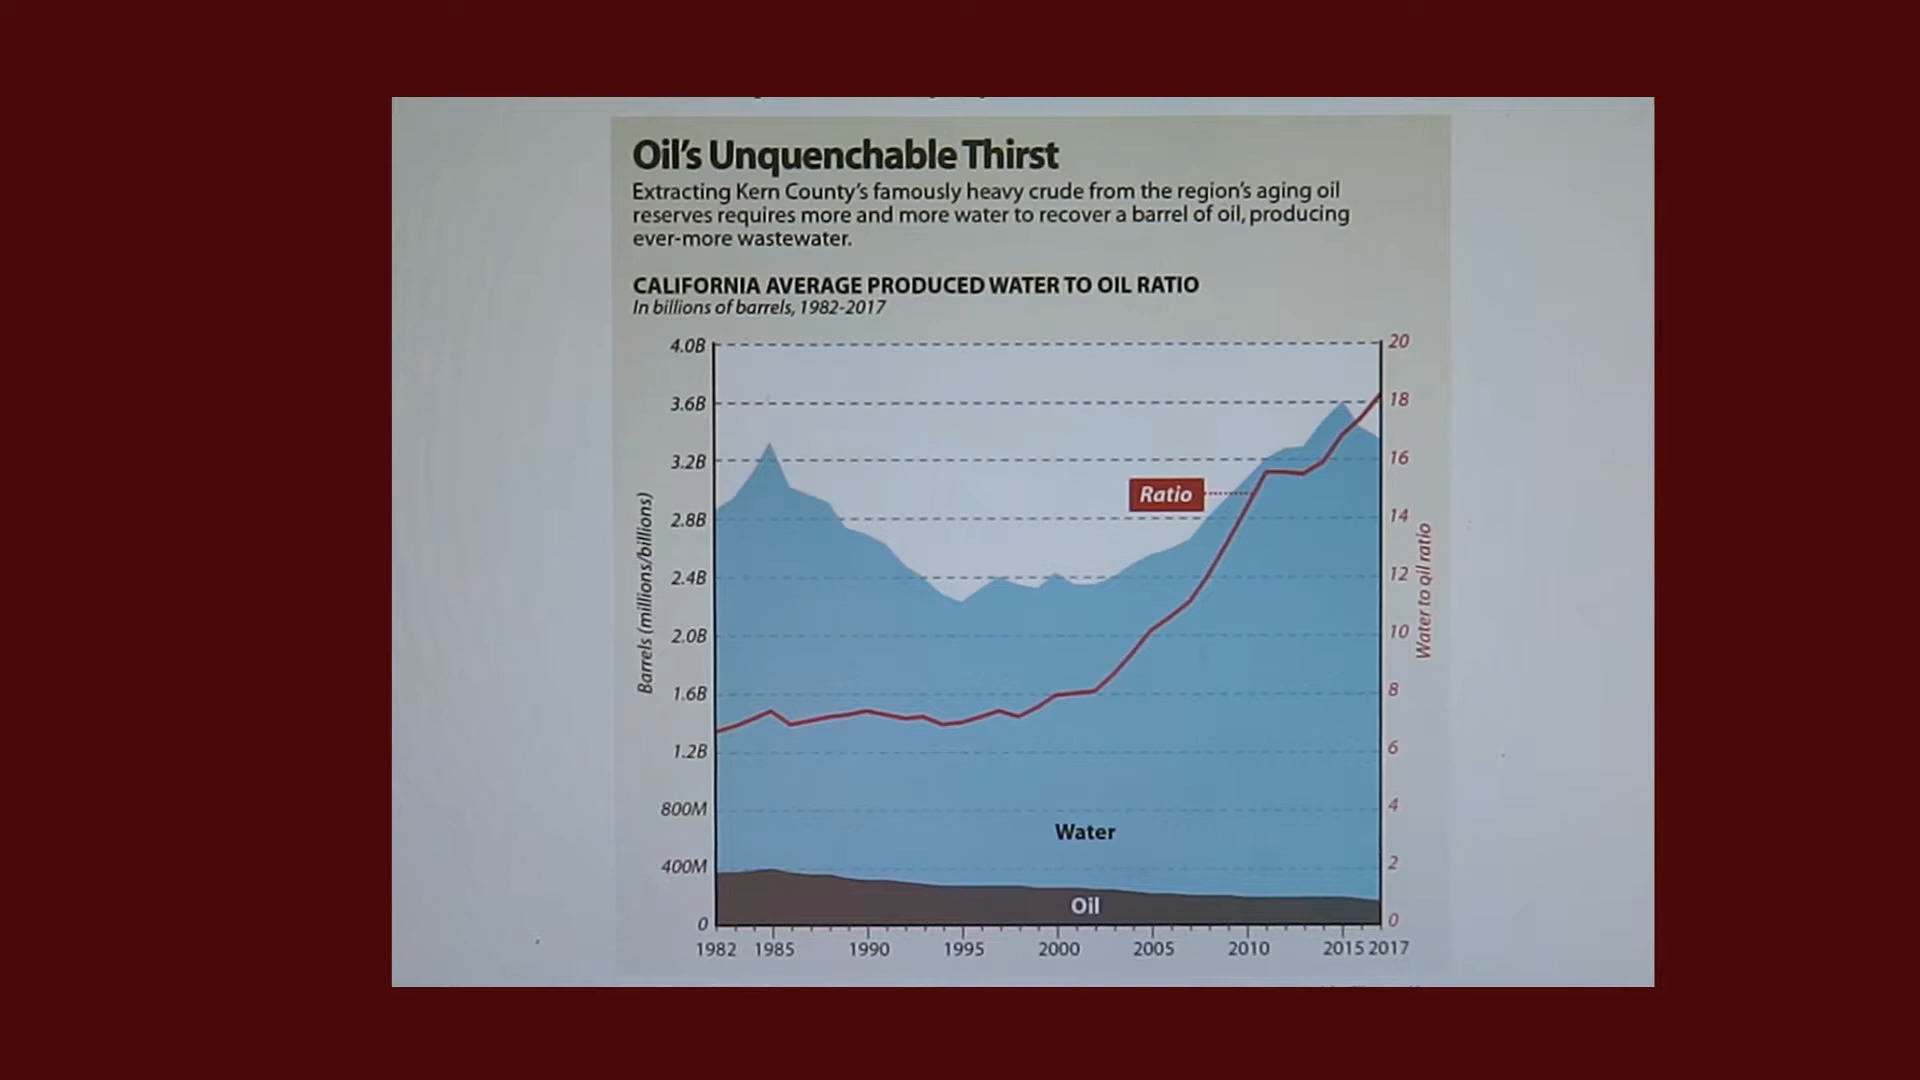 Oil's Unquenchable Thirst
Extracting Kern County's famously heavy crude from the region's aging oil
reserves requires more and more water to recover a barrel of oil, producing
ever-more wastewater.
CALIFORNIA AVERAGE PRODUCED WATER TO OIL RATIO
In billions of barrels, 1982-2017
4.0B
3.6B
3.2B
2.8B
2.4B
2.0B
1.6B
1.2B
800M
400M
0
Barrels (millions/billions)
Ratio
Water
Oil
20
18
16
14
12
10
8
6
4
2
0
Water to oil ratio
1982 1985 1990 1995 2000 2005 2010 2015 2017